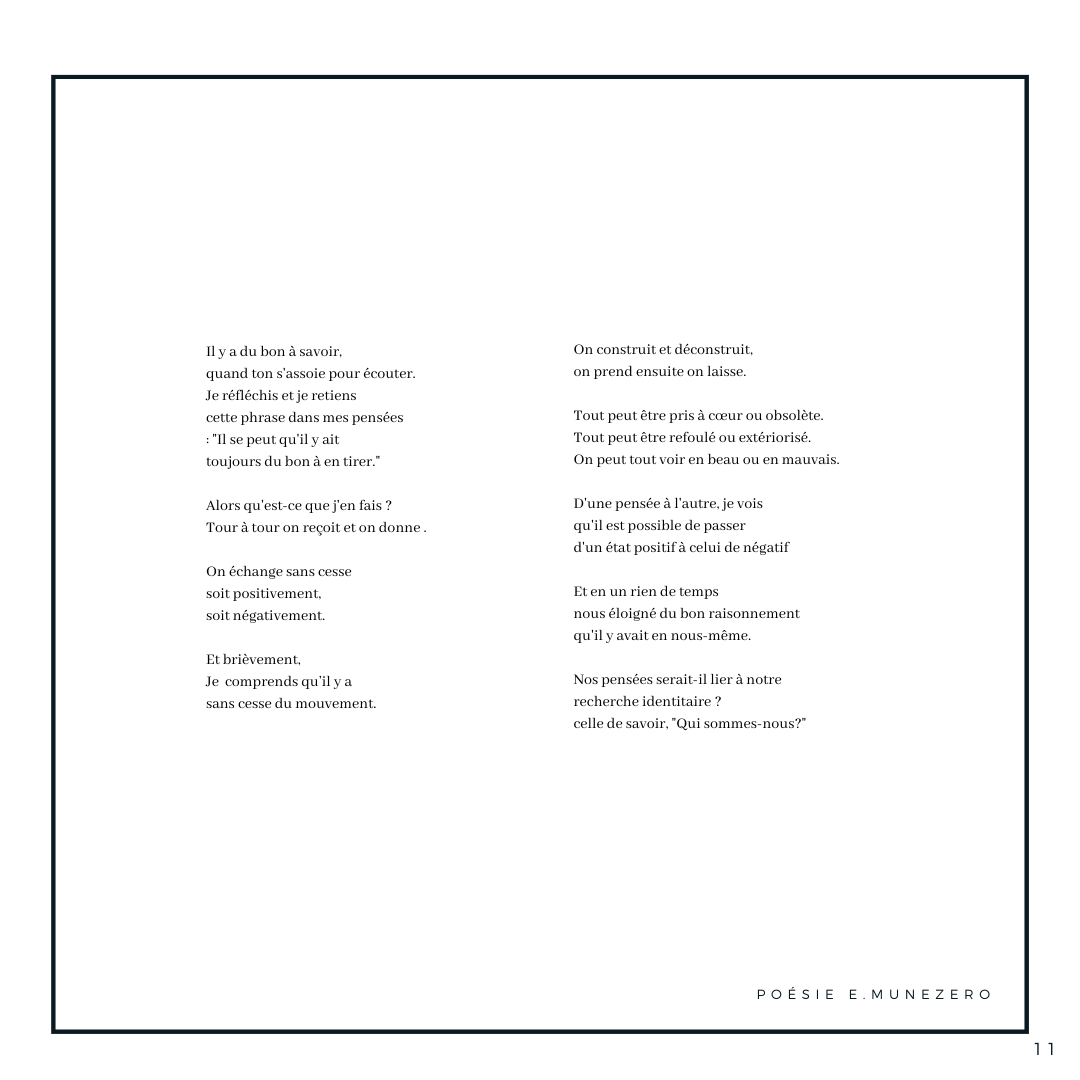 Il y a du bon à savoir,
quand ton s'assoie pour écouter.
Je réfléchis et je retiens
cette phrase dans mes pensées
: "Il se peut qu'il y ait
toujours du bon à en tirer."

Alors qu'est-ce que j'en fais ?
Tour à tour on reçoit et on donne .

On échange sans cesse
soit positivement,
soit négativement.

Et brièvement,
Je  comprends qu'il y a
sans cesse du mouvement.

On construit et déconstruit,
on prend ensuite on laisse.

Tout peut être pris à cœur ou obsolète.
Tout peut être refoulé ou extériorisé.
On peut tout voir en beau ou en mauvais.

D'une pensée à l'autre, je vois
qu'il est possible de passer
d'un état positif à celui de négatif

Et en un rien de temps
nous éloigné du bon raisonnement
qu'il y avait en nous-même.

Nos pensées serait-il lier à notre
recherche identitaire ?
celle de savoir, "Qui sommes-nous?"

POÉSIE E.MUNEZERO
11